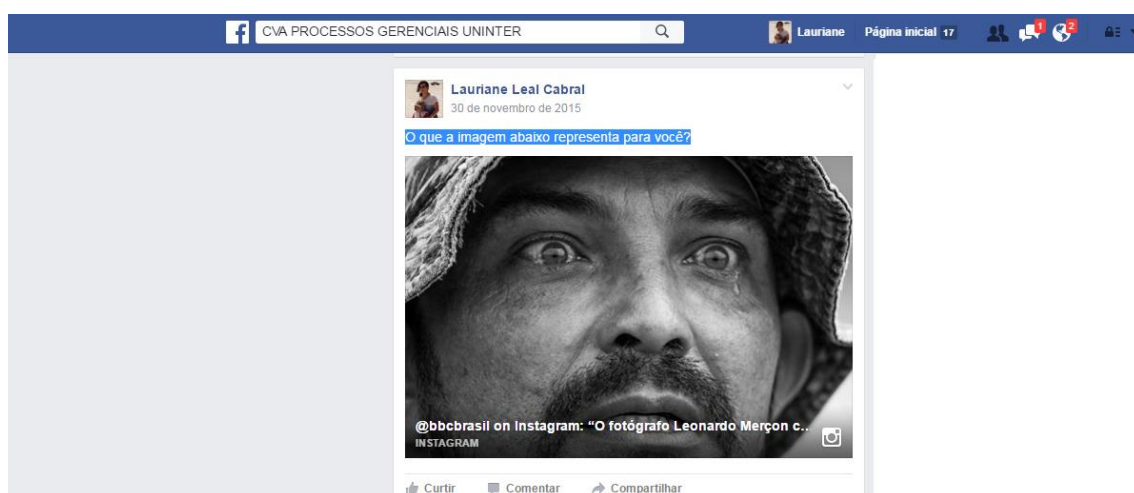 CVA PROCESSOS GERENCIAIS UNINTER
Lauriane
Página inicial 17
1
2
Lauriane Leal Cabral
30 de novembro de 2015
O que a imagem abaixo representa para você?
@bbcbrasil on Instagram: “O fotógrafo Leonardo Merçon c..
INSTAGRAM
Curtir
Comentar
Compartilhar